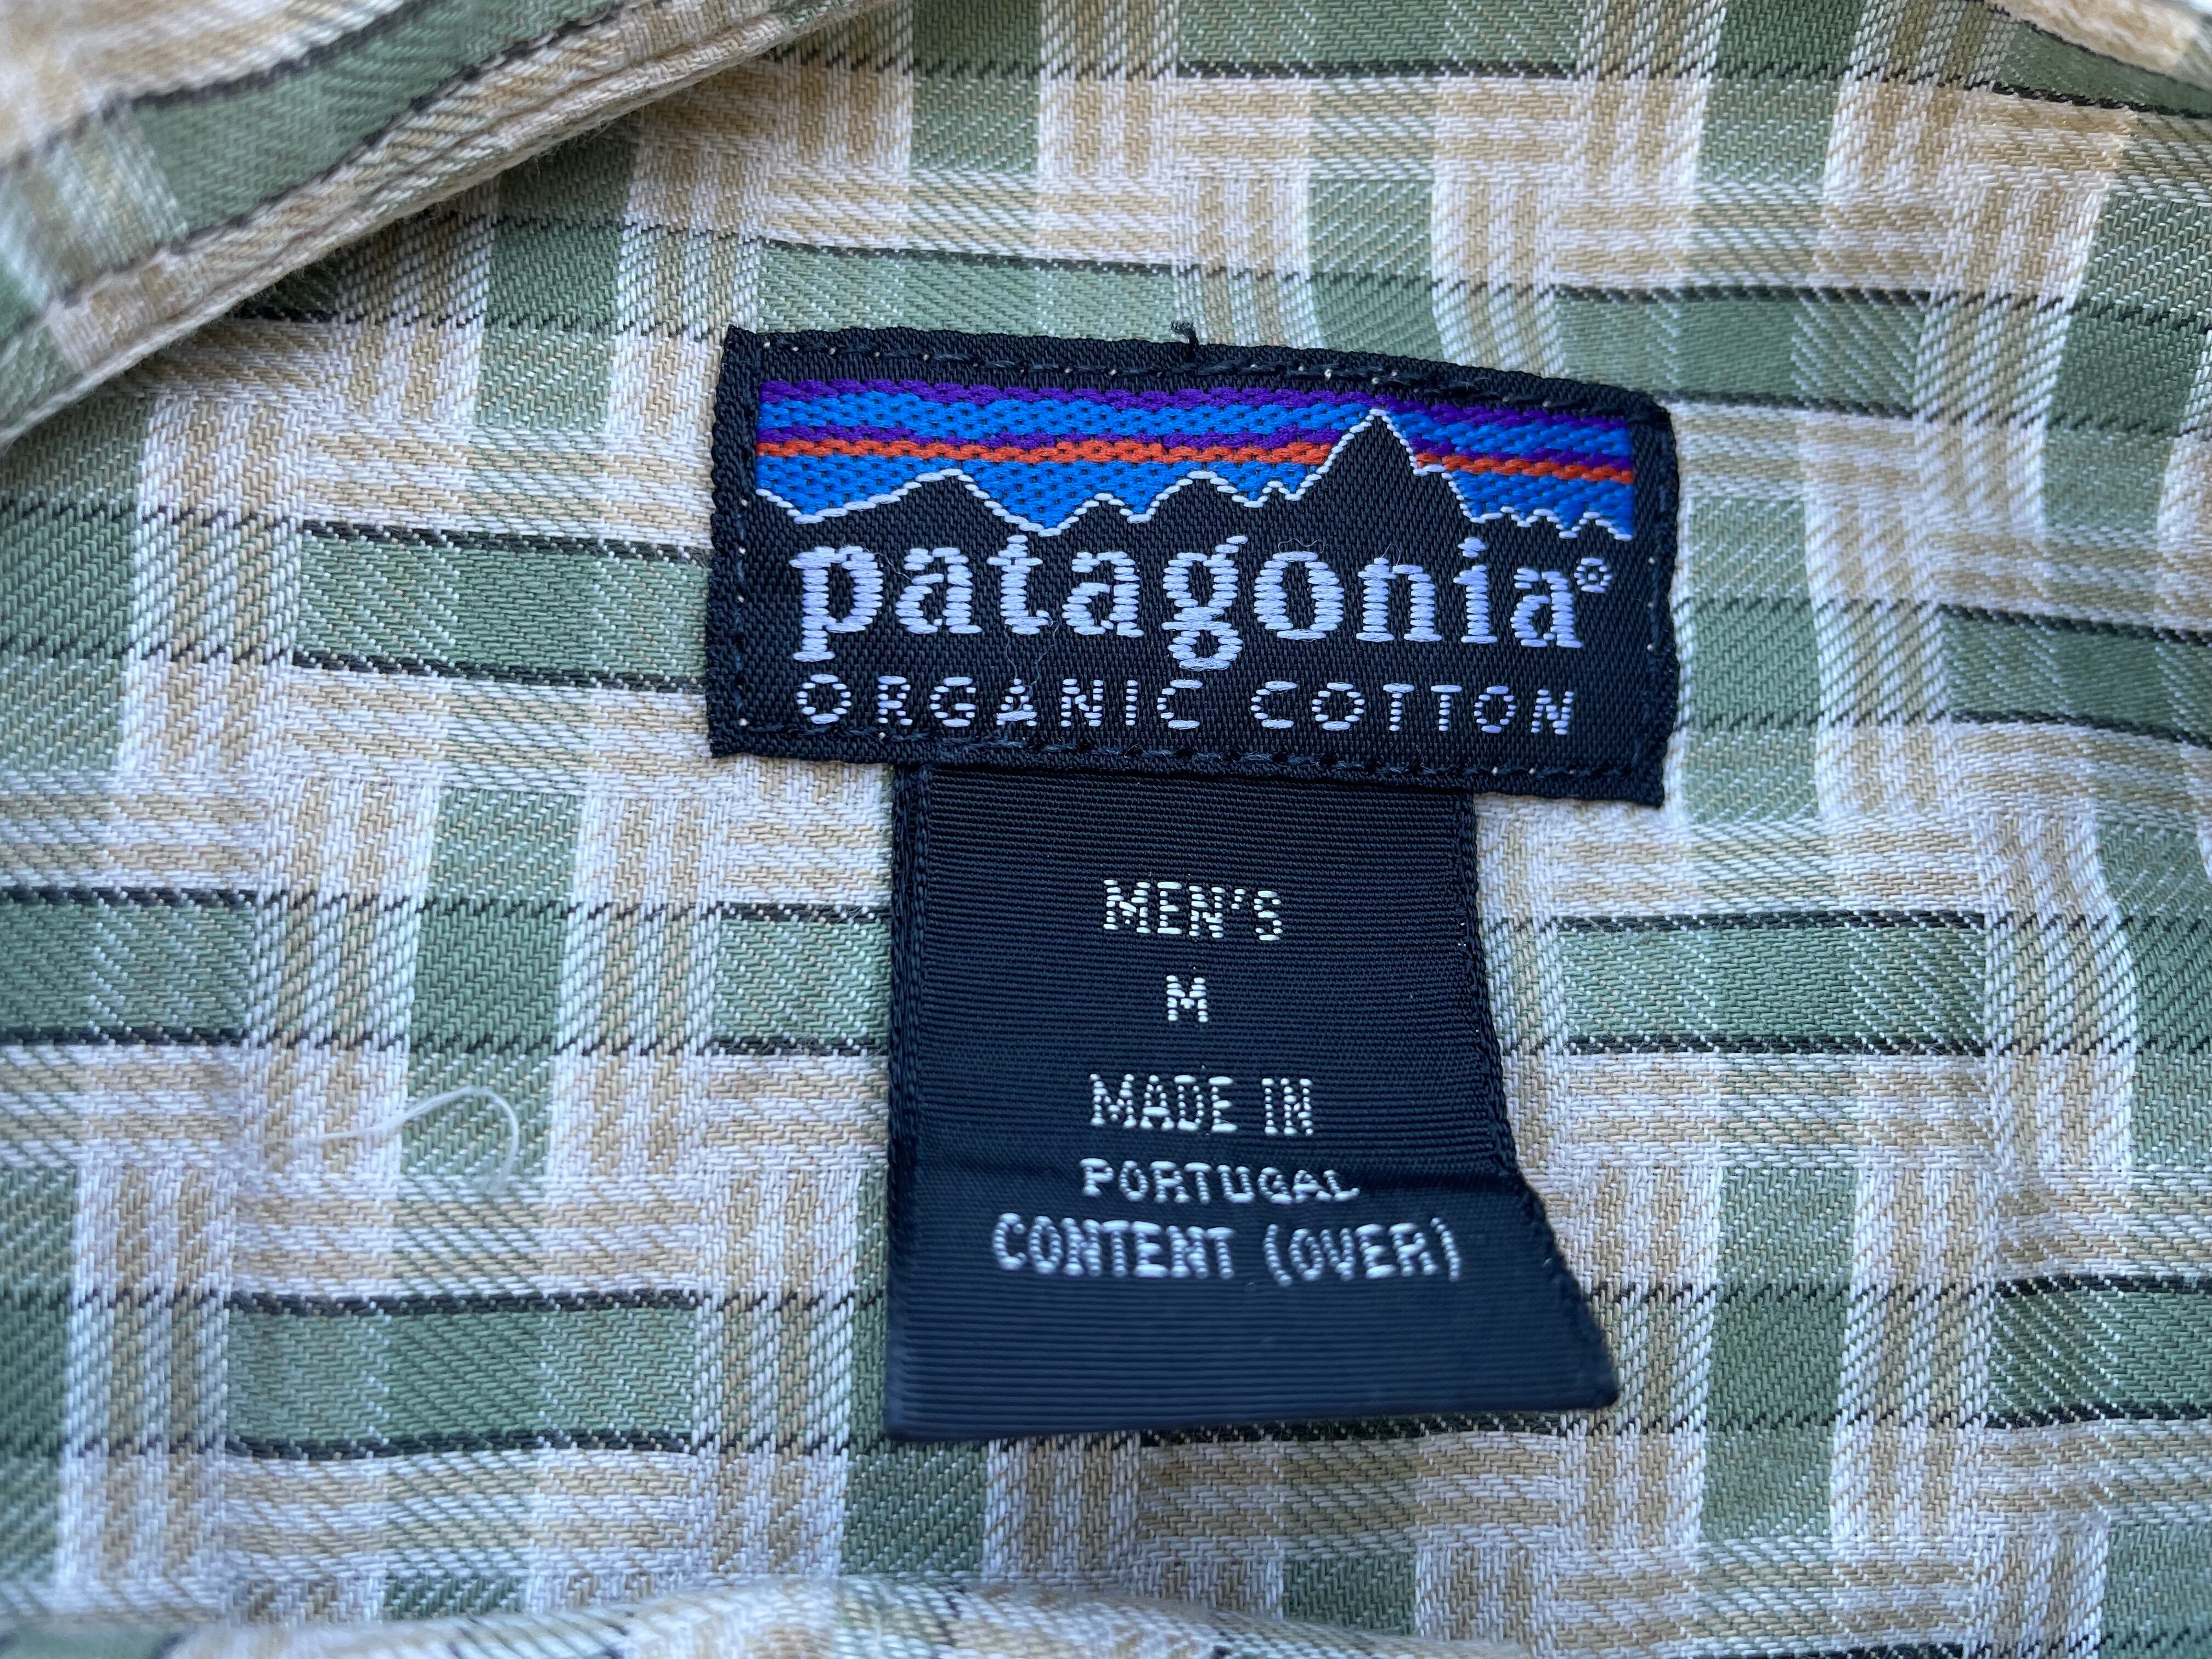 patagonia®
ORGANIC COTTON
MEN'S
M
MADE IN
PORTUGAL
CONTENT (OVER)